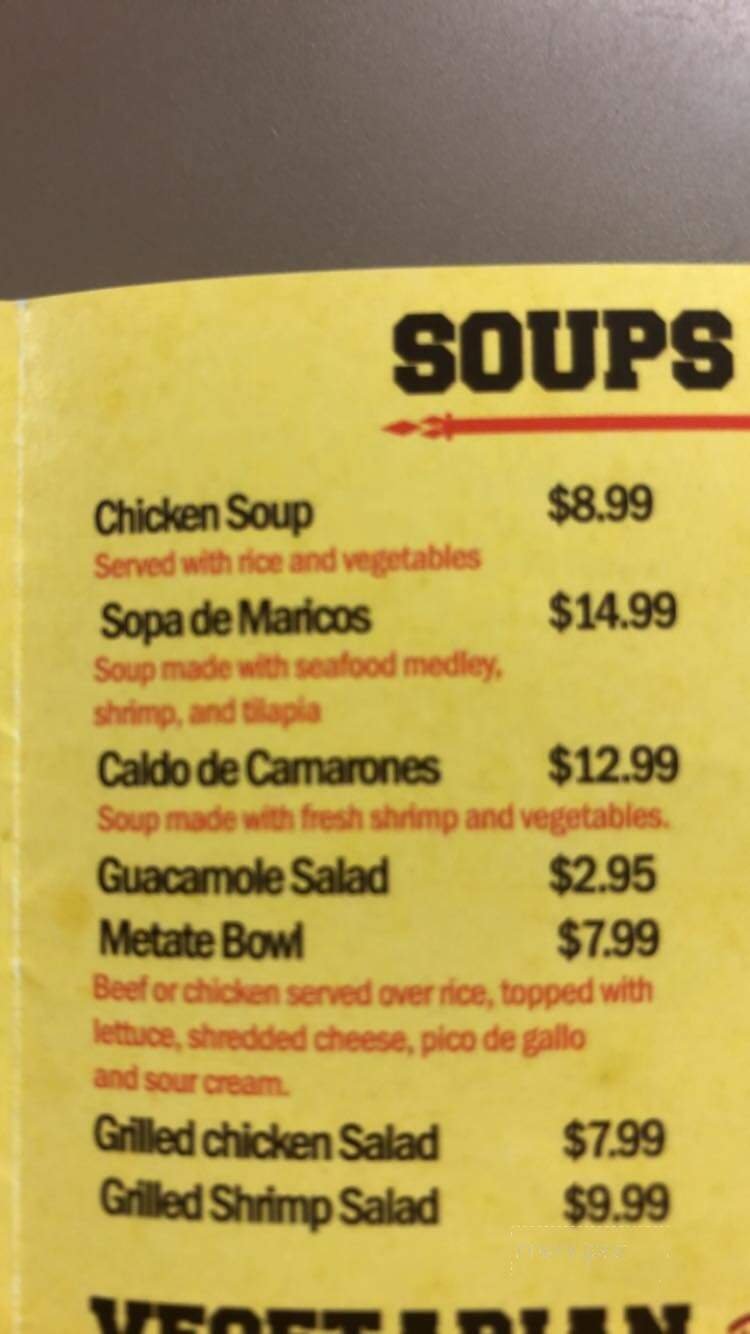 SOUPS
Chicken Soup $8.99
Served with rice and vegetables
Sopa de Maricos $14.99
Soup made with seafood medley,
shrimp, and tilapia
Caldo de Camarones $12.99
Soup made with fresh shrimp and vegetables.
Guacamole Salad $2.95
Metate Bowl $7.99
Beef or chicken served over rice, topped with
lettuce, shredded cheese, pico de gallo
and sour cream.
Grilled chicken Salad $7.99
Grilled Shrimp Salad $9.99
VEGETARIAN